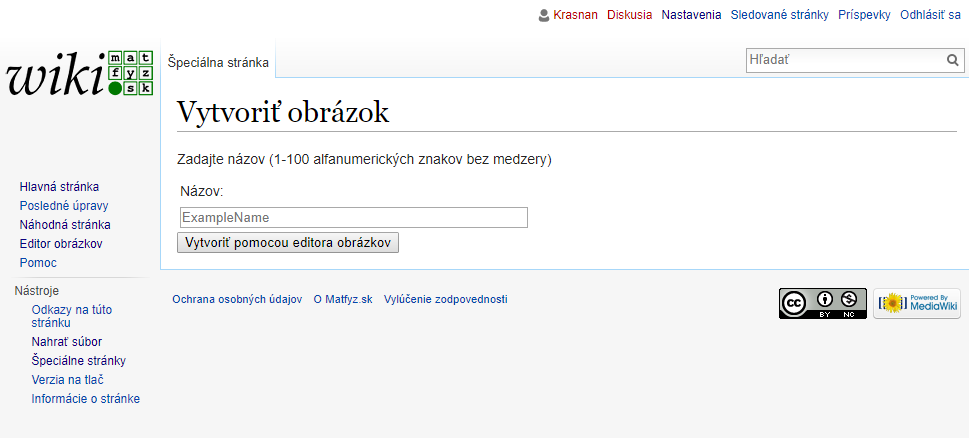 Krasnan Diskusia Nastavenia Sledované stránky Príspevky Odhlásiť sa
wiki mat fyz sk
Špeciálna stránka
Hľadať
Vytvoriť obrázok
Zadajte názov (1-100 alfanumerických znakov bez medzery)
Názov:
ExampleName
Vytvoriť pomocou editora obrázkov
Hlavná stránka
Posledné úpravy
Náhodná stránka
Editor obrázkov
Pomoc
Nástroje
Odkazy na túto
stránku
Nahrať súbor
Špeciálne stránky
Verzia na tlač
Informácie o stránke
Ochrana osobných údajov O Matfyz.sk Vylúčenie zodpovednosti
cc BY NC
Powered By
MediaWiki